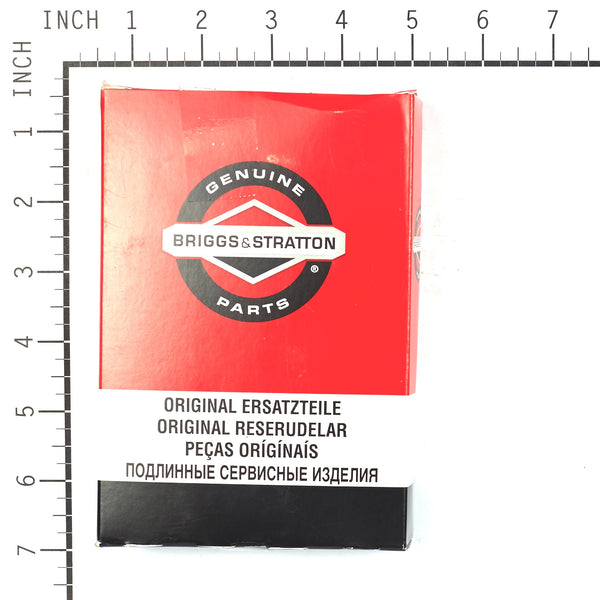 INCH 1 2 3 4 5 6 7
INCH
1
2
3
4
5
6
7
GENUINE
BRIGGS&STRATTON
®
PARTS
ORIGINAL ERSATZTEILE
ORIGINAL RESERUDELAR
PEÇAS ORÍGÍNAÍS
ПОДЛИННЫЕ СЕРВИСНЫЕ ИЗДЕЛИЯ